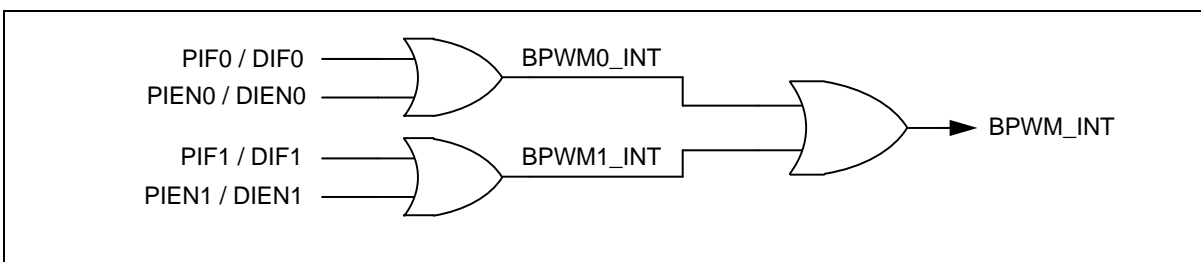 PIF0 / DIF0
BPWM0_INT
PIEN0 / DIEN0
BPWM_INT
PIF1 / DIF1
BPWM1_INT
PIEN1 / DIEN1